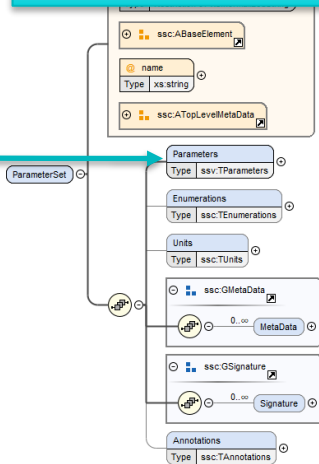 ssc:ABaseElement
@ name
Type xs:string
ssc:ATopLevelMetaData
Parameters
Type ssv:TParameters
ParameterSet
Enumerations
Type ssc:TEnumerations
Units
Type ssc:TUnits
ssc:GMetaData
0..∞
MetaData
ssc:GSignature
0..∞
Signature
Annotations
Type ssc:TAnnotations